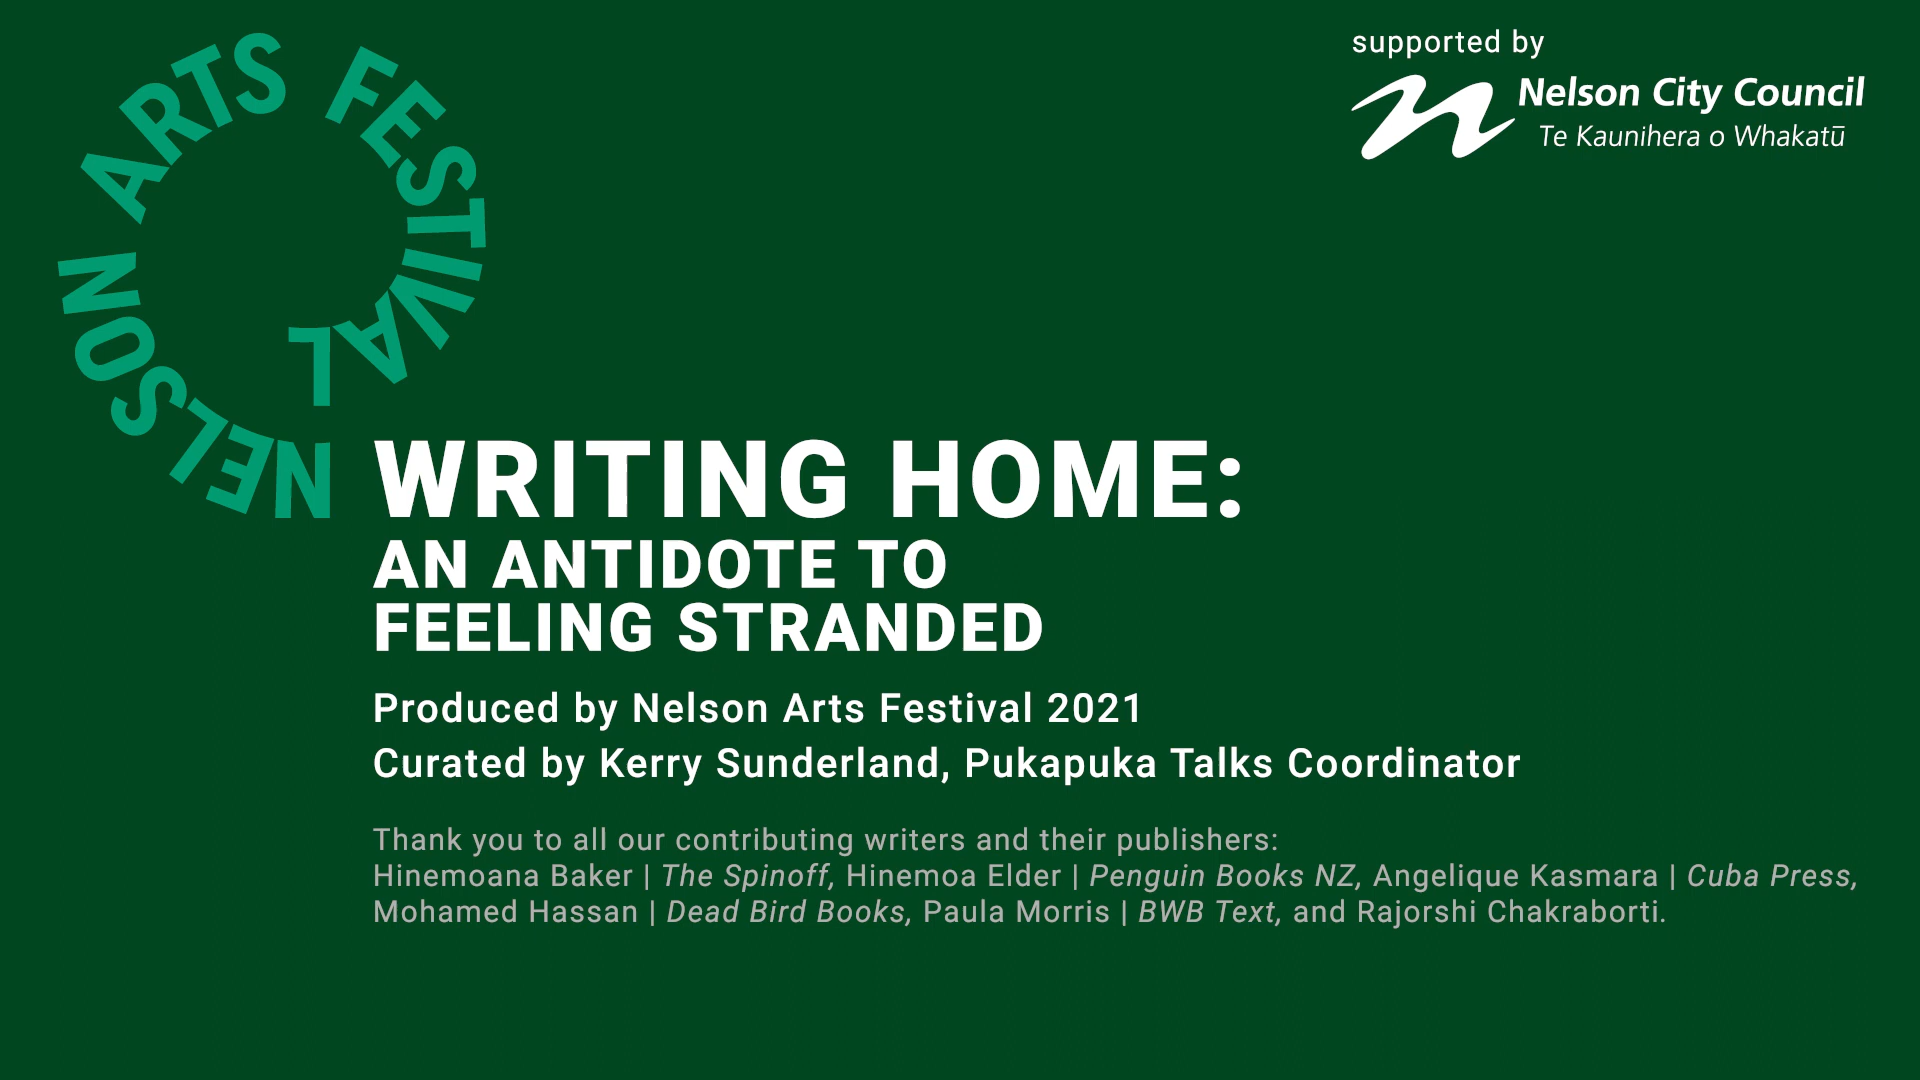 NELSON ARTS FESTIVAL
supported by
Nelson City Council
Te Kaunihera o Whakatū
WRITING HOME:
AN ANTIDOTE TO
FEELING STRANDED
Produced by Nelson Arts Festival 2021
Curated by Kerry Sunderland, Pukapuka Talks Coordinator
Thank you to all our contributing writers and their publishers:
Hinemoana Baker | The Spinoff, Hinemoa Elder | Penguin Books NZ, Angelique Kasmara | Cuba Press,
Mohamed Hassan | Dead Bird Books, Paula Morris | BWB Text, and Rajorshi Chakraborti.